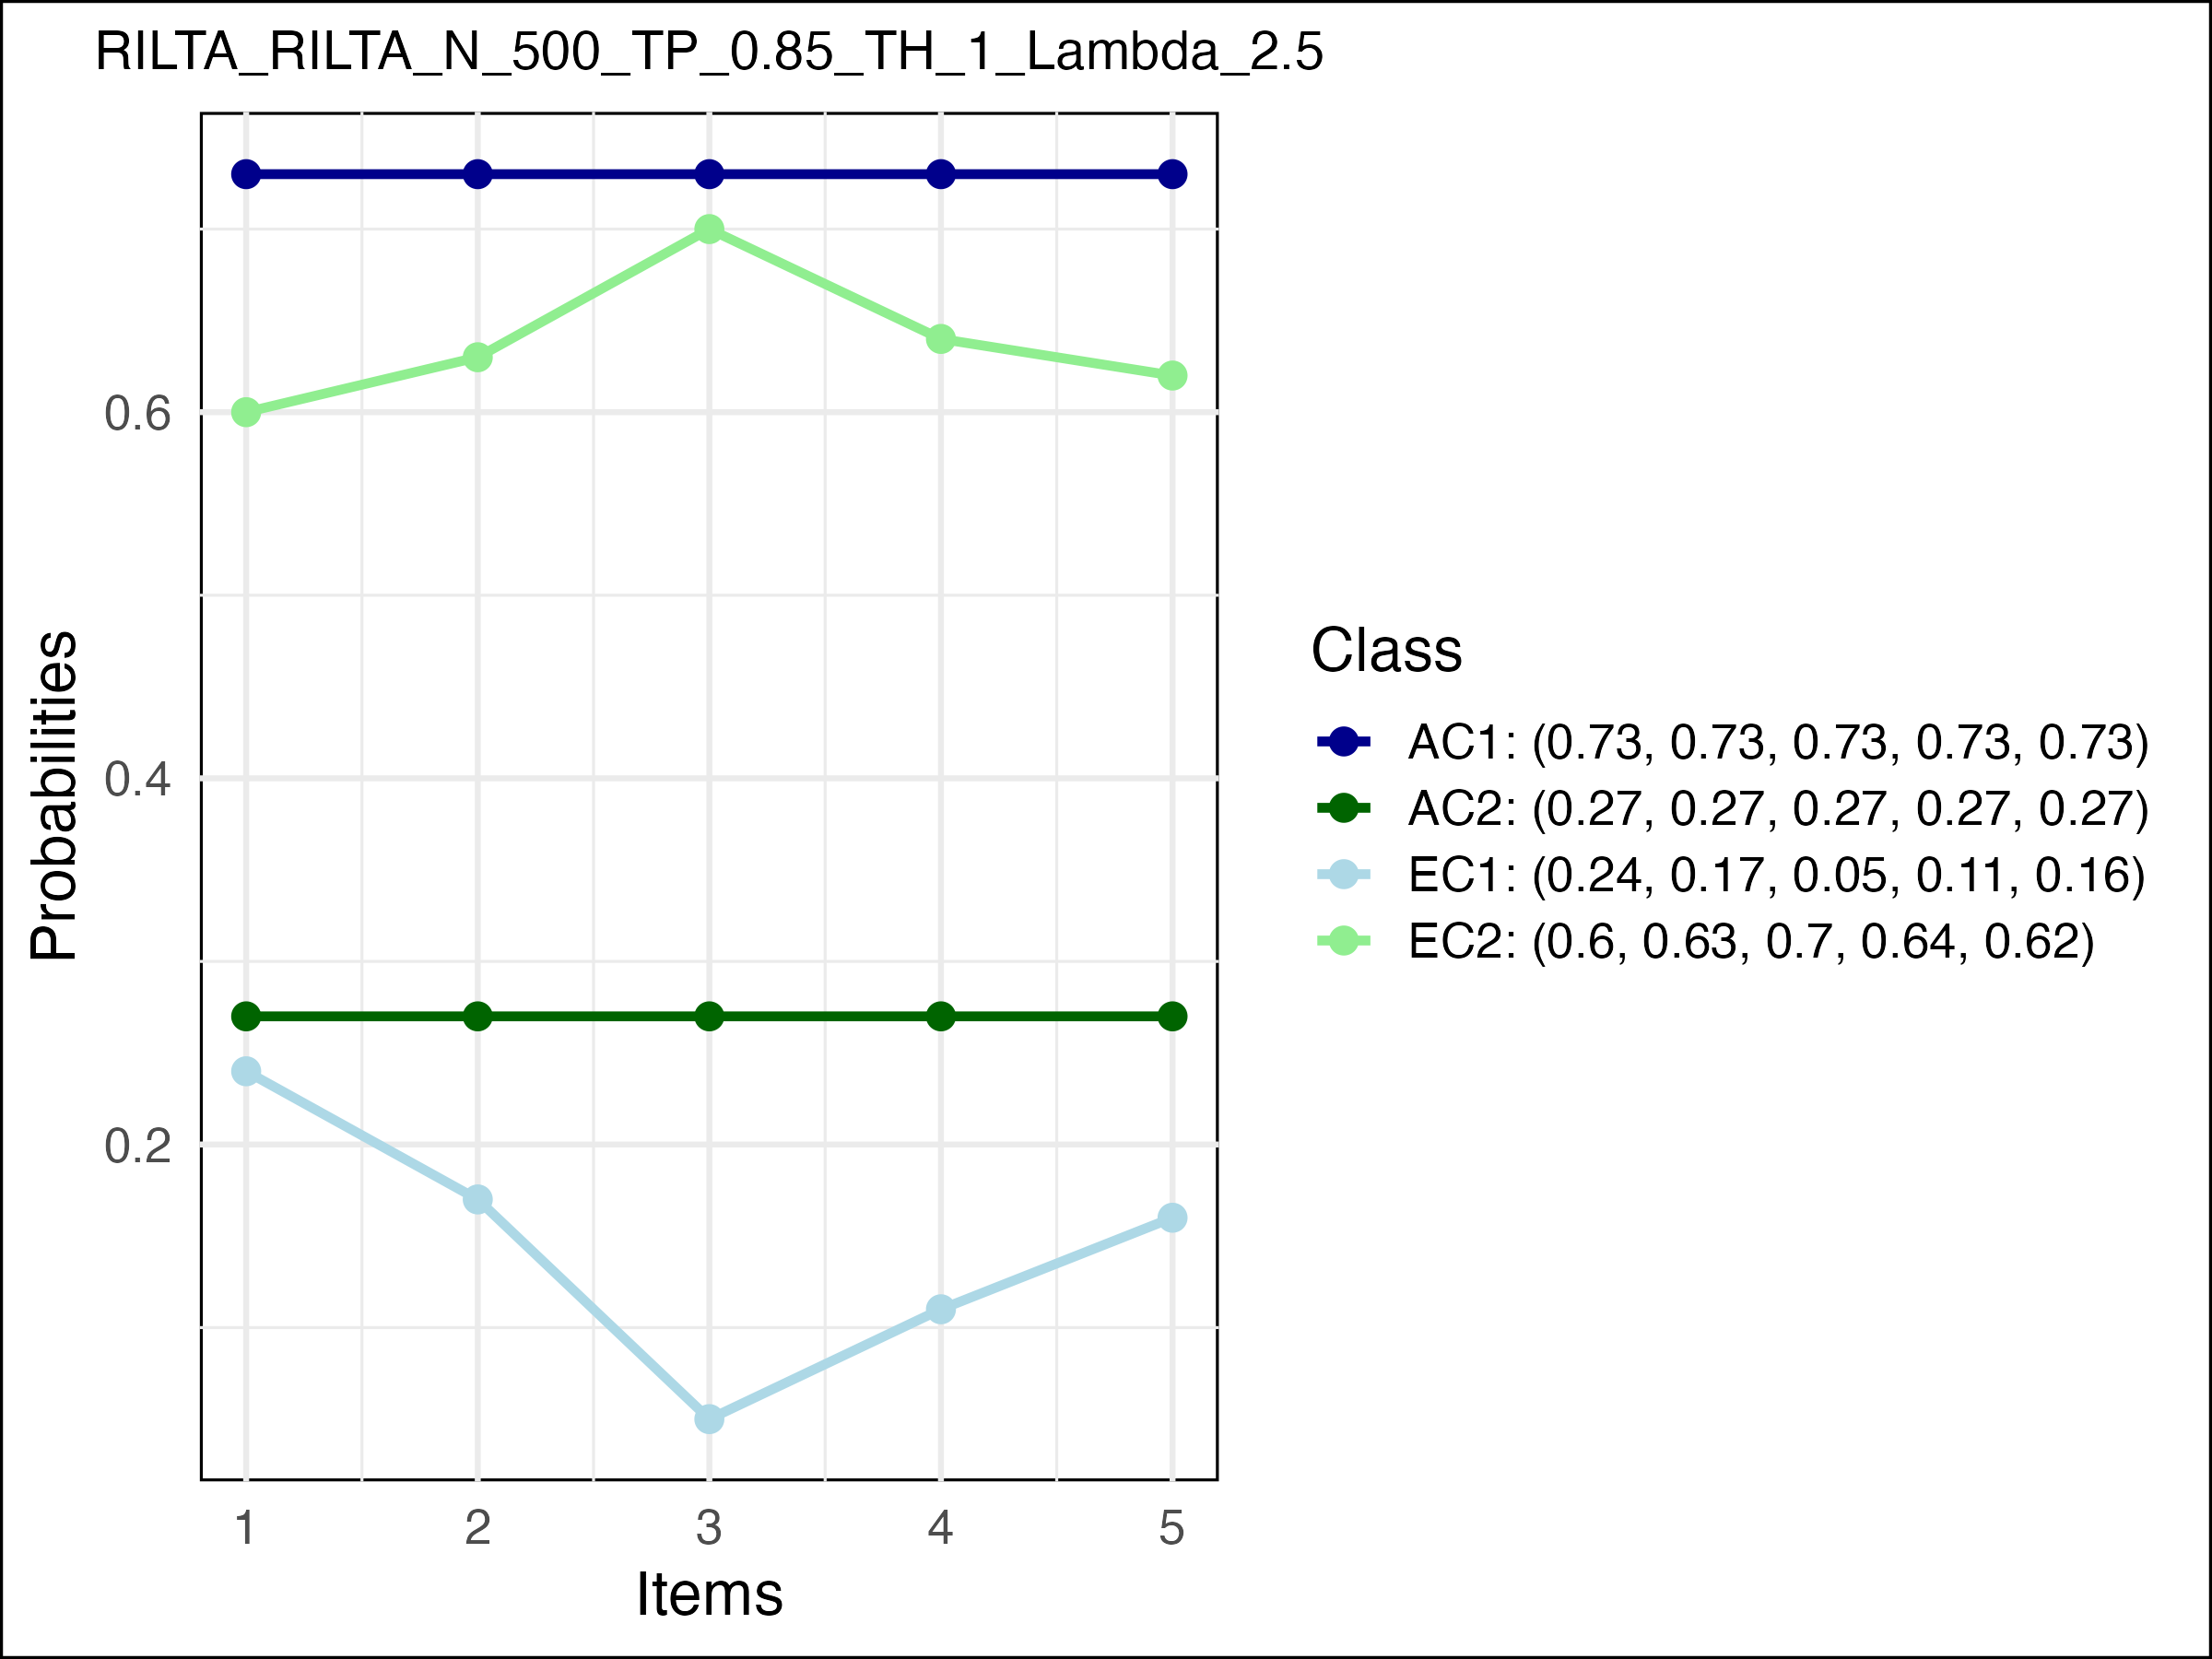 RILTA_RILTA_N_500_TP_0.85_TH_1_Lambda_2.5
Probabilities
0.6
0.4
0.2
1 2 3 4 5
Items
Class
AC1: (0.73, 0.73, 0.73, 0.73, 0.73)
AC2: (0.27, 0.27, 0.27, 0.27, 0.27)
EC1: (0.24, 0.17, 0.05, 0.11, 0.16)
EC2: (0.6, 0.63, 0.7, 0.64, 0.62)